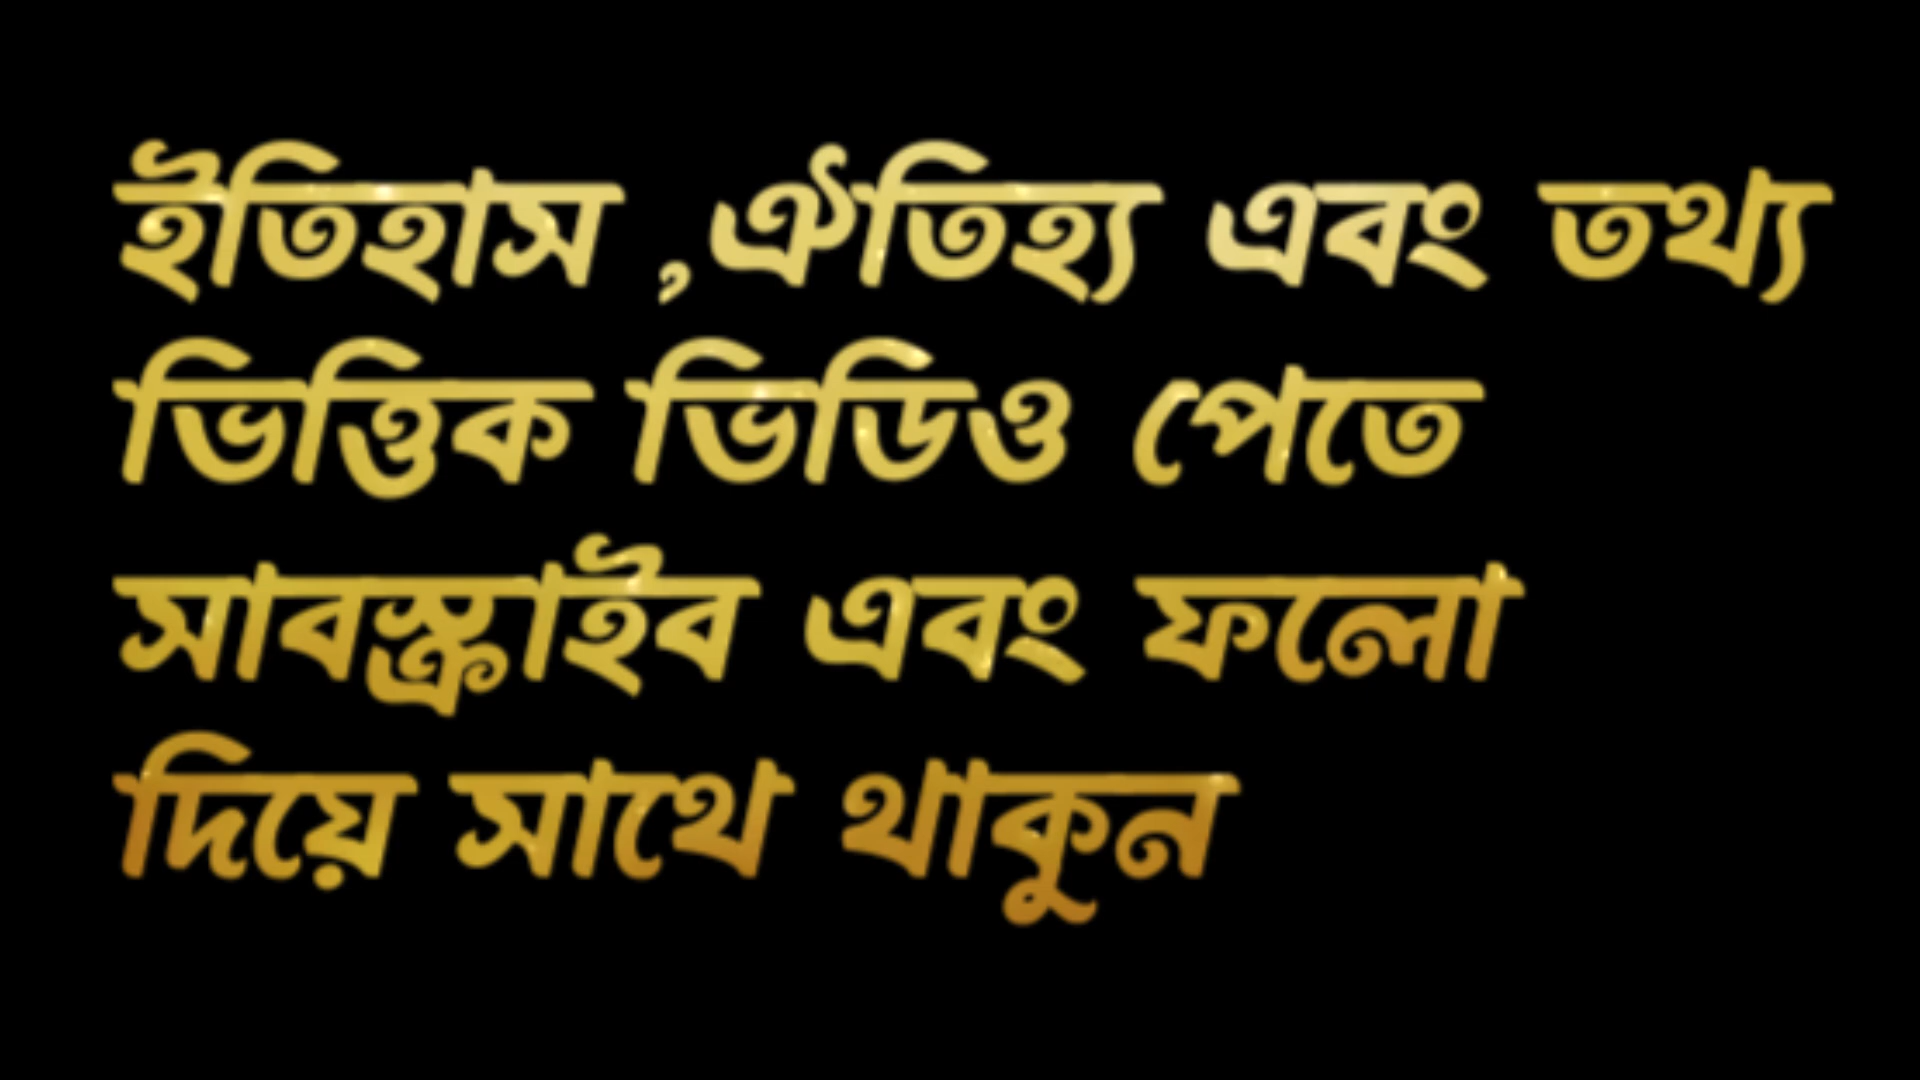 ইতিহাস ,ঐতিহ্য এবং তথ্য
ভিত্তিক ভিডিও পেতে
সাবস্ক্রাইব এবং ফলো
দিয়ে সাথে থাকুন